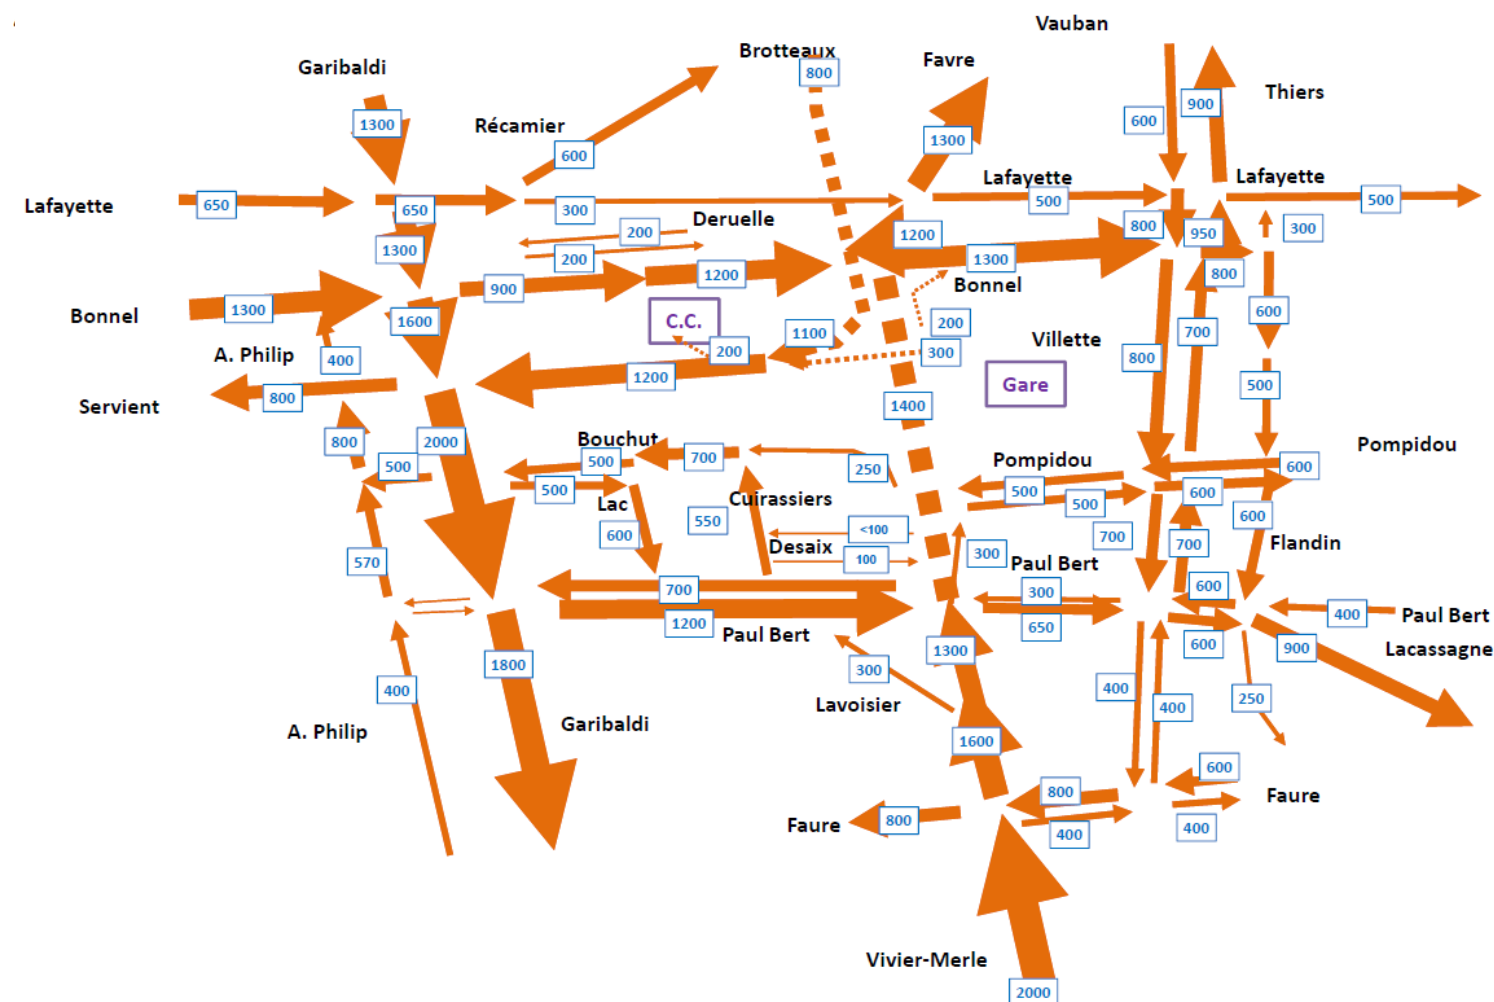 Vauban
Brotteaux
800
Favre
Garibaldi
Thiers
900
600
1300
Récamier
1300
600
Lafayette
Lafayette
Lafayette
650
650
300
500
500
Deruelle
200
1200
800
950
300
1300
200
1300
1200
900
800
Bonnel
Bonnel
1300
1600
C.C.
200
600
1100
Villette
700
A. Philip
400
200
300
800
1200
Gare
500
Servient
800
1400
800
2000
Bouchut
Pompidou
500
500
700
250
Pompidou
600
500
500
500
600
Lac
Cuirassiers
600
550
<100
700
700
600
Flandin
570
Desaix
100
300
Paul Bert
700
300
600
1200
Paul Bert
650
400
Paul Bert
600
900
Lacassagne
1800
1300
300
400
400
400
250
Lavoisier
A. Philip
Garibaldi
1600
600
800
Faure
Faure
800
400
400
Vivier-Merle
2000